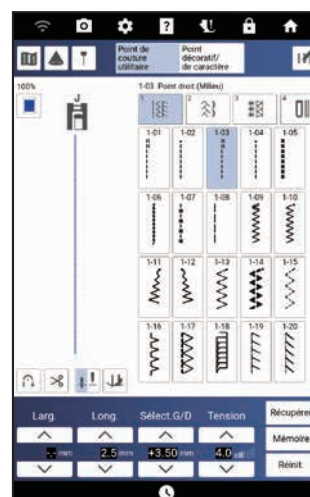 ?
Point de
couture
utilitaire
Point
décoratif/
de caractère
100%
J
1-03 Point droit (Milieu)
1 2 3 4
1-01 1-02 1-03 1-04 1-05
1-06 1-07 1-08 1-09 1-10
1-11 1-12 1-13 1-14 1-15
1-16 1-17 1-18 1-19 1-20
Larg. Long. Sélect.G/D Tension
-.- mm 2.5 mm +3.50 mm 4.0
Récupérer
Mémoire
Réinit.